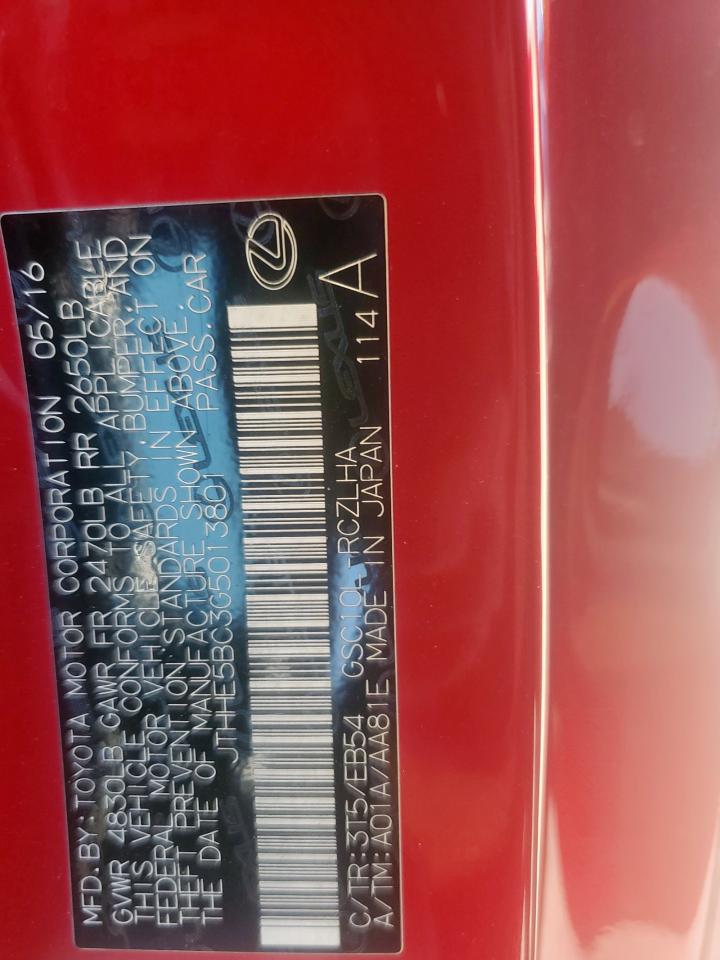 MFD. BY: TOYOTA MOTOR CORPORATION 05/16
GVWR 4830LB GAWR FR 2470LB RR 2650LB
THIS VEHICLE CONFORMS TO ALL APPLICABLE
FEDERAL MOTOR VEHICLE SAFETY, BUMPER, AND
THEFT PREVENTION STANDARDS IN EFFECT ON
THE DATE OF MANUFACTURE SHOWN ABOVE.
JTHHE5BC3G5013801 PASS. CAR
C/TR: 3T5/EB54 GSC10L-RCZLHA 114
A/TM: A01A/AA81E MADE IN JAPAN A